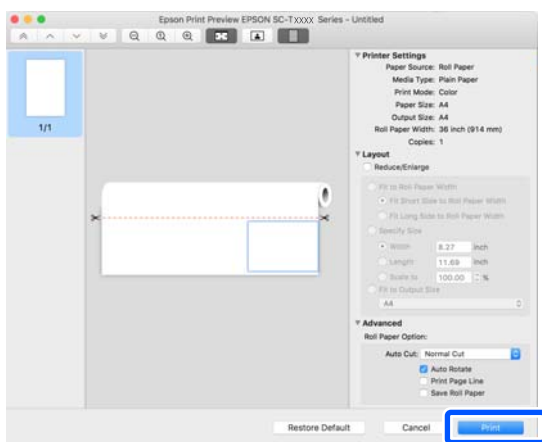 Epson Print Preview EPSON SC-TXXXX Series - Untitled
1/1
Printer Settings
Paper Source: Roll Paper
Media Type: Plain Paper
Print Mode: Color
Paper Size: A4
Output Size: A4
Roll Paper Width: 36 inch (914 mm)
Copies: 1
Layout
Reduce/Enlarge
Fit to Roll Paper Width
Fit Short Side to Roll Paper Width
Fit Long Side to Roll Paper Width
Specify Size
Width 8.27 inch
Length 11.69 inch
Scale to 100.00 %
Fit to Output Size
A4
Advanced
Roll Paper Option:
Auto Cut: Normal Cut
Auto Rotate
Print Page Line
Save Roll Paper
Restore Default Cancel Print